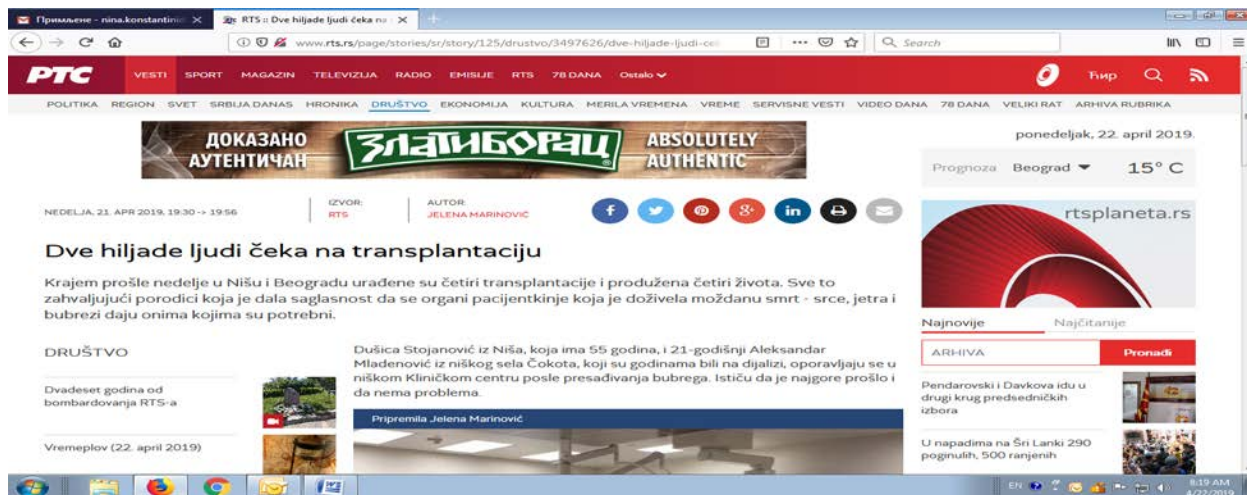 Примљене - nina.konstantini
RTS :: Dve hiljade ljudi čeka na
www.rts.rs/page/stories/sr/story/125/drustvo/3497626/dve-hiljade-ljudi-cek
Search
РТС VESTI SPORT MAGAZIN TELEVIZIJA RADIO EMISIJE RTS 78 DANA Ostalo Ћир
POLITIKA REGION SVET SRBIJA DANAS HRONIKA DRUŠTVO EKONOMIJA KULTURA MERILA VREMENA VREME SERVISNE VESTI VIDEO DANA 78 DANA VELIKI RAT ARHIVA RUBRIKA
ДОКАЗАНО
АУТЕНТИЧАН
ЗЛАТИБОРАЦ
ABSOLUTELY
AUTHENTIC
ponedeljak, 22. april 2019.
Prognoza Beograd 15° C
NEDELJA, 21. APR 2019, 19:30 -> 19:56
IZVOR:
RTS
AUTOR:
JELENA MARINOVIĆ
rtsplaneta.rs
Dve hiljade ljudi čeka na transplantaciju
Krajem prošle nedelje u Nišu i Beogradu urađene su četiri transplantacije i produžena četiri života. Sve to
zahvaljujući porodici koja je dala saglasnost da se organi pacijentkinje koja je doživela moždanu smrt - srce, jetra i
bubrezi daju onima kojima su potrebni.
DRUŠTVO
Dvadeset godina od
bombardovanja RTS-a
Vremeplov (22. april 2019)
Dušica Stojanović iz Niša, koja ima 55 godina, i 21-godišnji Aleksandar
Mladenović iz niškog sela Čokota, koji su godinama bili na dijalizi, oporavljaju se u
niškom Kliničkom centru posle presađivanja bubrega. Ističu da je najgore prošlo i
da nema problema.
Pripremila Jelena Marinović
Najnovije Najčitanije
ARHIVA Pronađi
Pendarovski i Davkova idu u
drugi krug predsedničkih
izbora
U napadima na Šri Lanki 290
poginulih, 500 ranjenih
EN
8:19 AM
4/22/2019